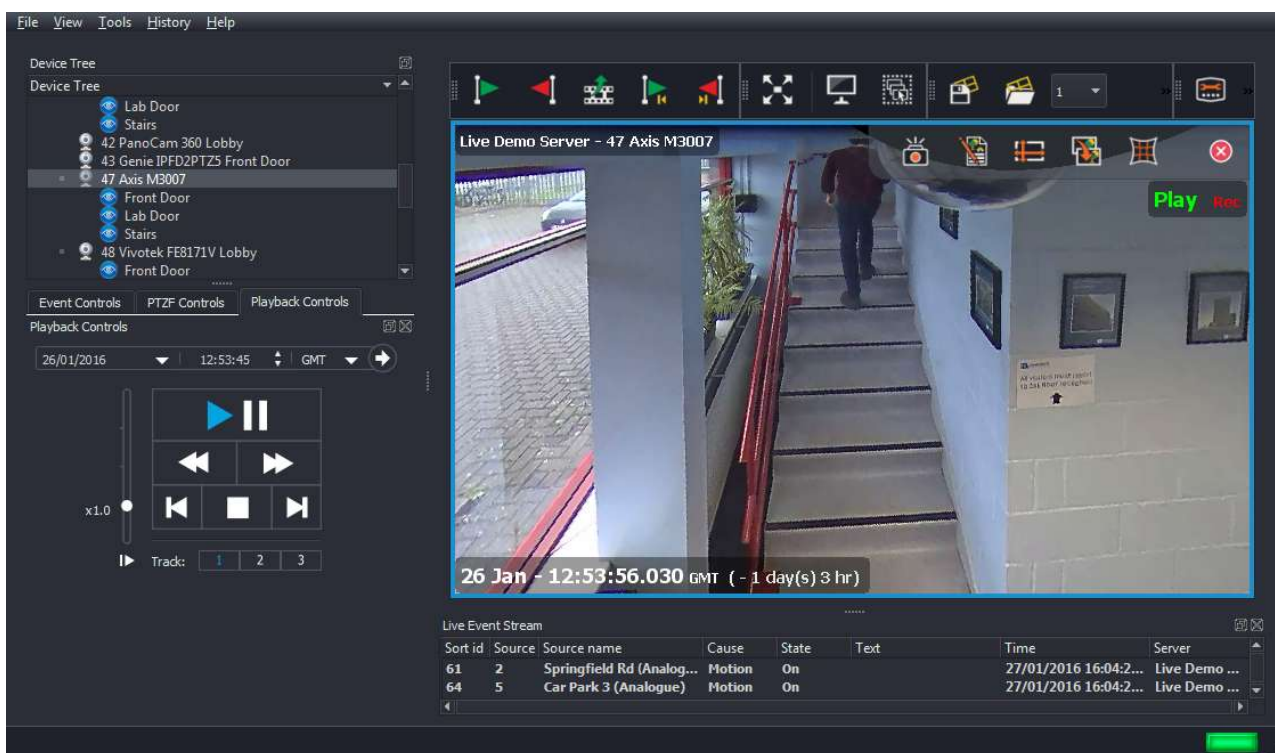 File View Tools History Help
Device Tree
Device Tree
Lab Door
Stairs
42 PanoCam 360 Lobby
43 Genie IPFD2PTZ5 Front Door
47 Axis M3007
Front Door
Lab Door
Stairs
48 Vivotek FE8171V Lobby
Front Door
Event Controls PTZF Controls Playback Controls
Playback Controls
26/01/2016 12:53:45 GMT
x1.0
Track: 1 2 3
1
Live Demo Server - 47 Axis M3007
Play Rec
All visitors must report
26 Jan - 12:53:56.030 GMT ( - 1 day(s) 3 hr)
Live Event Stream
Sort id Source Source name Cause State Text Time Server
61 2 Springfield Rd (Analog... Motion On 27/01/2016 16:04:2... Live Demo ...
64 5 Car Park 3 (Analogue) Motion On 27/01/2016 16:04:2... Live Demo ...